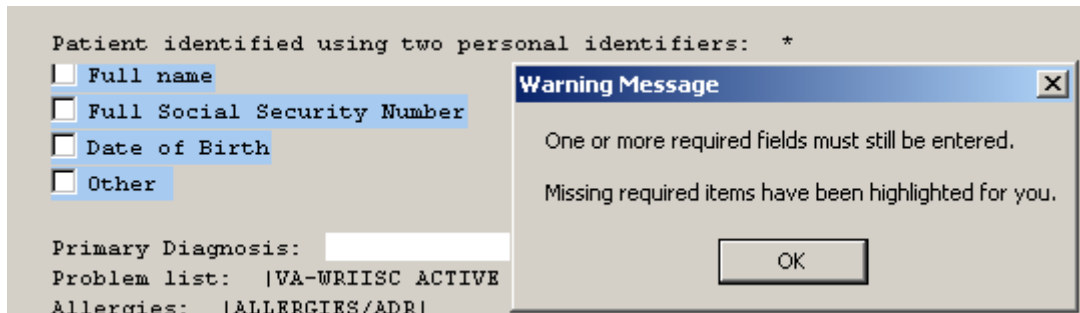 Patient identified using two personal identifiers: *
Full name
Full Social Security Number
Date of Birth
Other
Warning Message
One or more required fields must still be entered.
Missing required items have been highlighted for you.
OK
Primary Diagnosis:
Problem list: |VA-WRIISC ACTIVE
Allergies: |ALLERGIES/ADR|